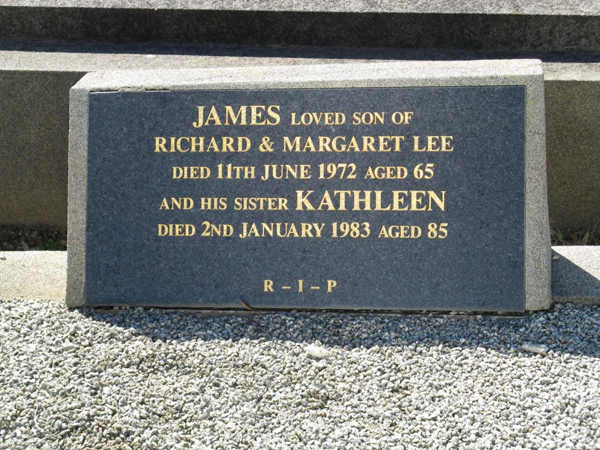 JAMES LOVED SON OF
RICHARD & MARGARET LEE
DIED 11TH JUNE 1972 AGED 65
AND HIS SISTER KATHLEEN
DIED 2ND JANUARY 1983 AGED 85
R - I - P